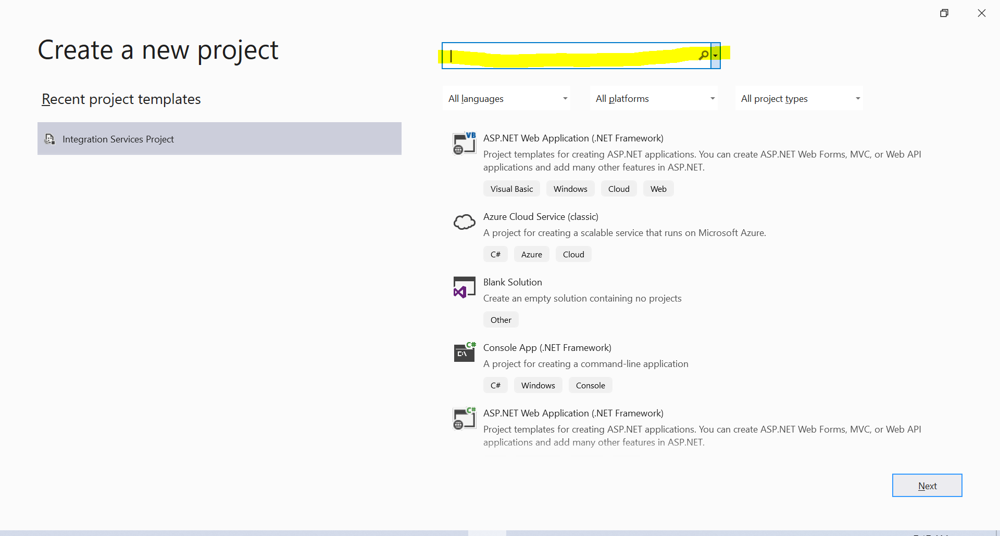 Create a new project
Recent project templates
Integration Services Project
All languages
All platforms
All project types
VB
ASP.NET Web Application (.NET Framework)
Project templates for creating ASP.NET applications. You can create ASP.NET Web Forms, MVC, or Web API
applications and add many other features in ASP.NET.
Visual Basic Windows Cloud Web
Azure Cloud Service (classic)
A project for creating a scalable service that runs on Microsoft Azure.
C# Azure Cloud
Blank Solution
Create an empty solution containing no projects
Other
C#
C:\
Console App (.NET Framework)
A project for creating a command-line application
C# Windows Console
C#
ASP.NET Web Application (.NET Framework)
Project templates for creating ASP.NET applications. You can create ASP.NET Web Forms, MVC, or Web API
applications and add many other features in ASP.NET.
Next